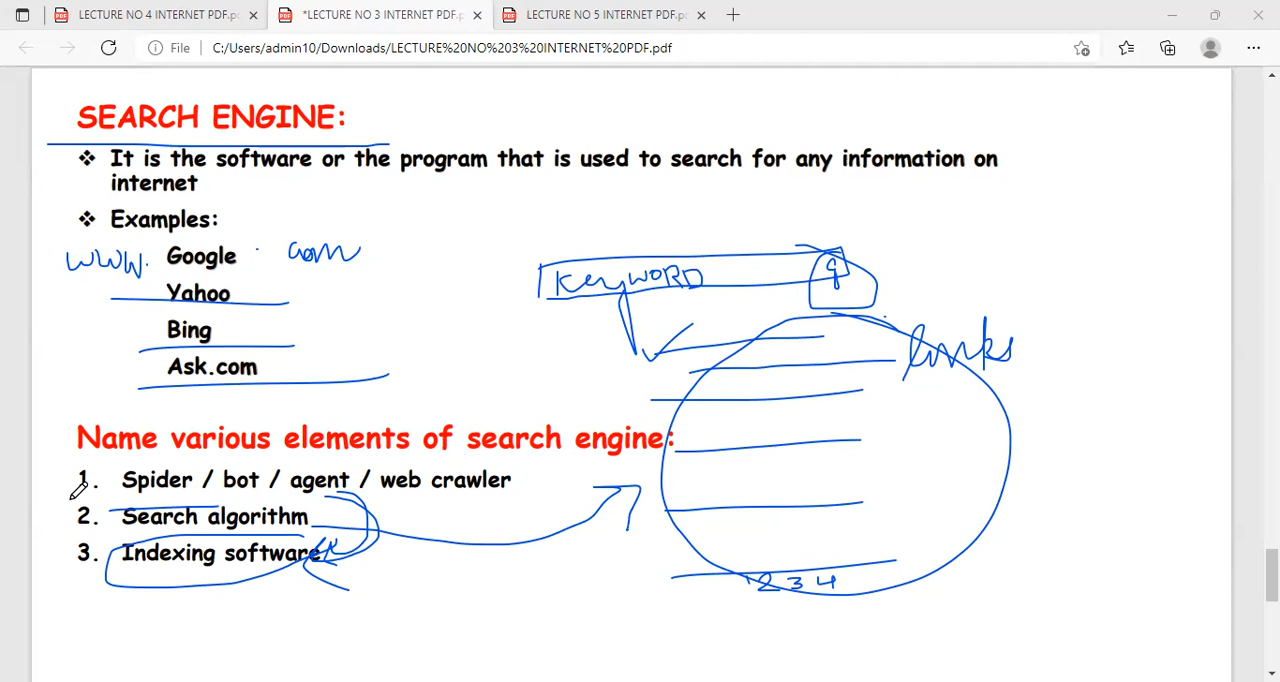 LECTURE NO 4 INTERNET PDF.p
*LECTURE NO 3 INTERNET PDF.p
LECTURE NO 5 INTERNET PDF.p
File C:/Users/admin10/Downloads/LECTURE%20NO%203%20INTERNET%20PDF.pdf
SEARCH ENGINE:
❖ It is the software or the program that is used to search for any information on
internet
❖ Examples:
www. Google . com
KeyWORD
Yahoo
Bing
links
Ask.com
Name various elements of search engine:
1. Spider / bot / agent / web crawler
2. Search algorithm
3. Indexing software
1 2 3 4